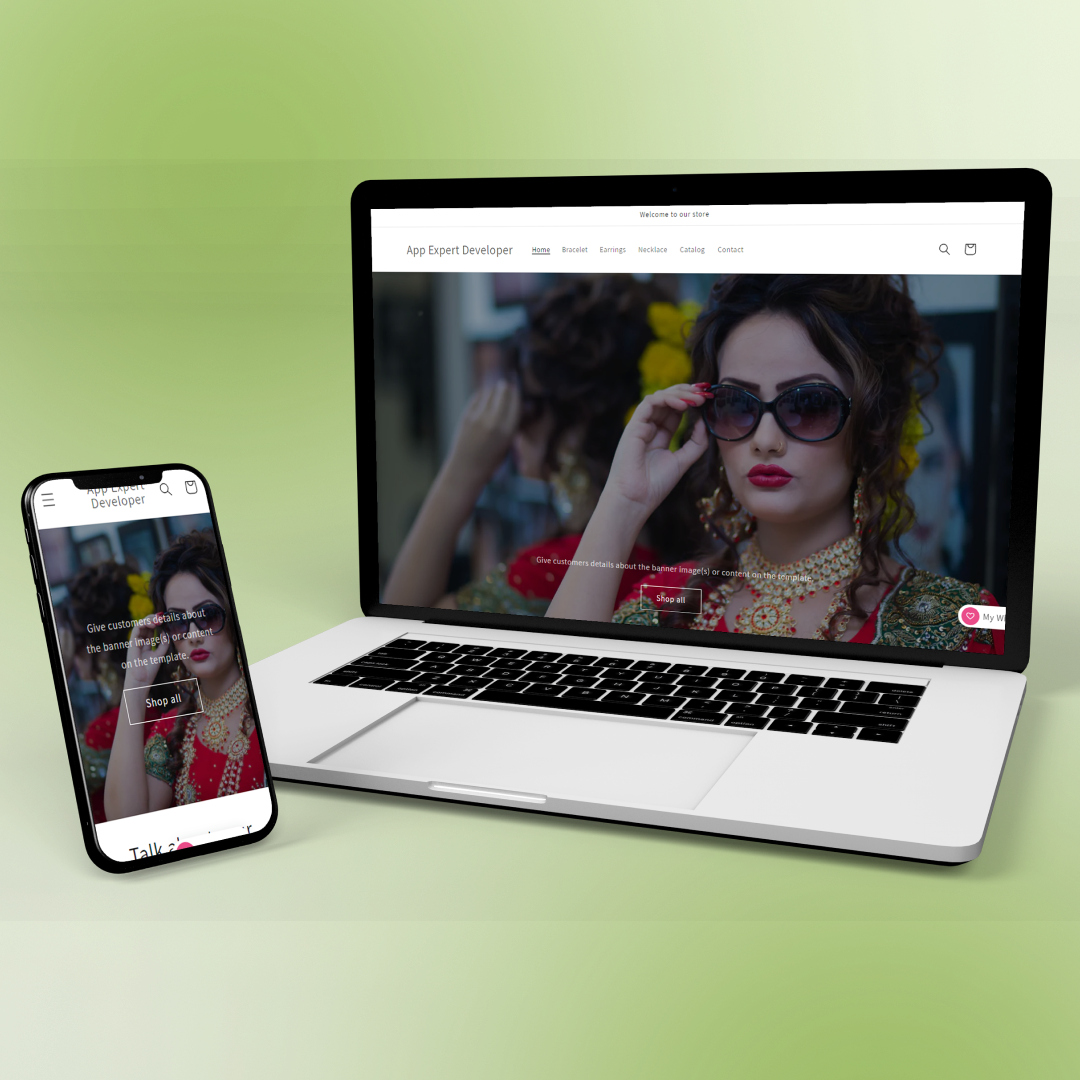 Welcome to our store
App Expert Developer
Home Bracelet Earrings Necklace Catalog Contact
Give customers details about the banner image(s) or content on the template.
Shop all
My
App Expert
Developer
Give customers details about
the banner image(s) or content
on the template.
Shop all
Talk